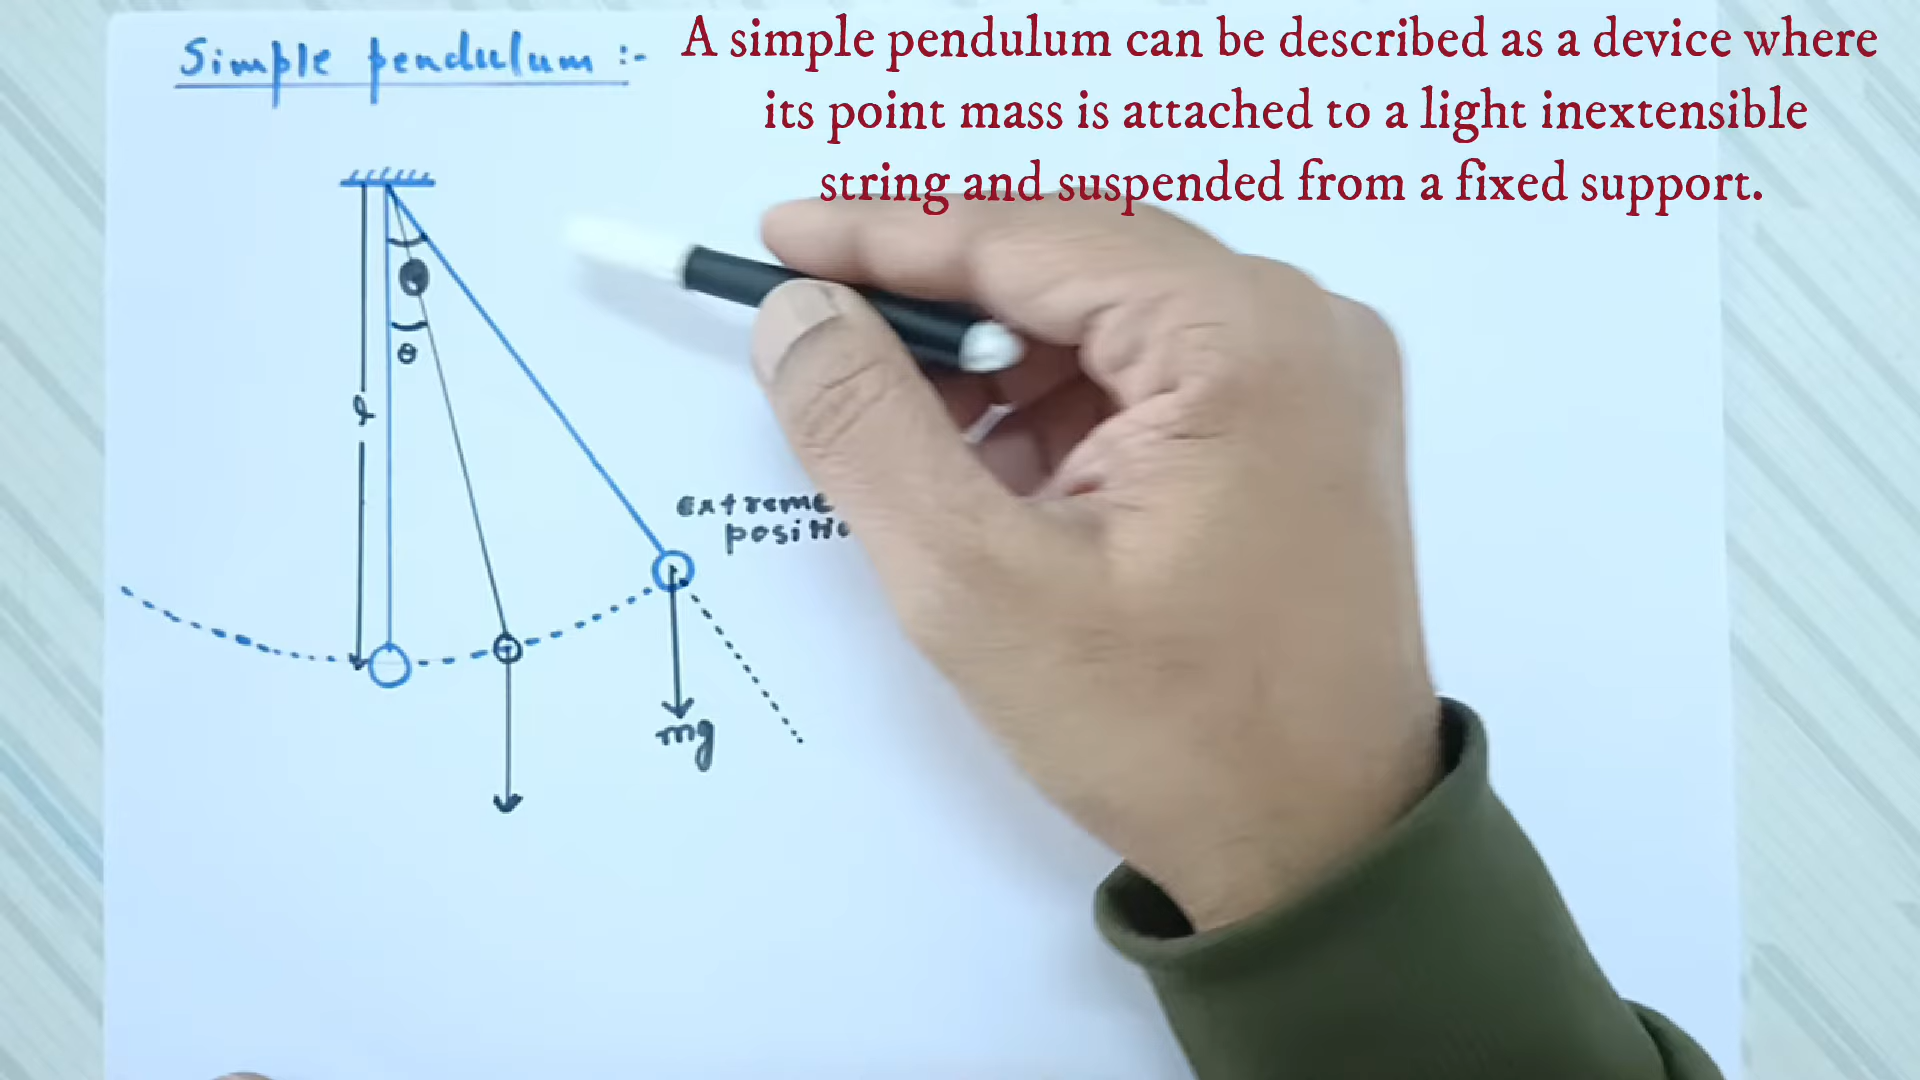 Simple pendulum :-
A simple pendulum can be described as a device where
its point mass is attached to a light inextensible
string and suspended from a fixed support.
θ
l
extreme
mg